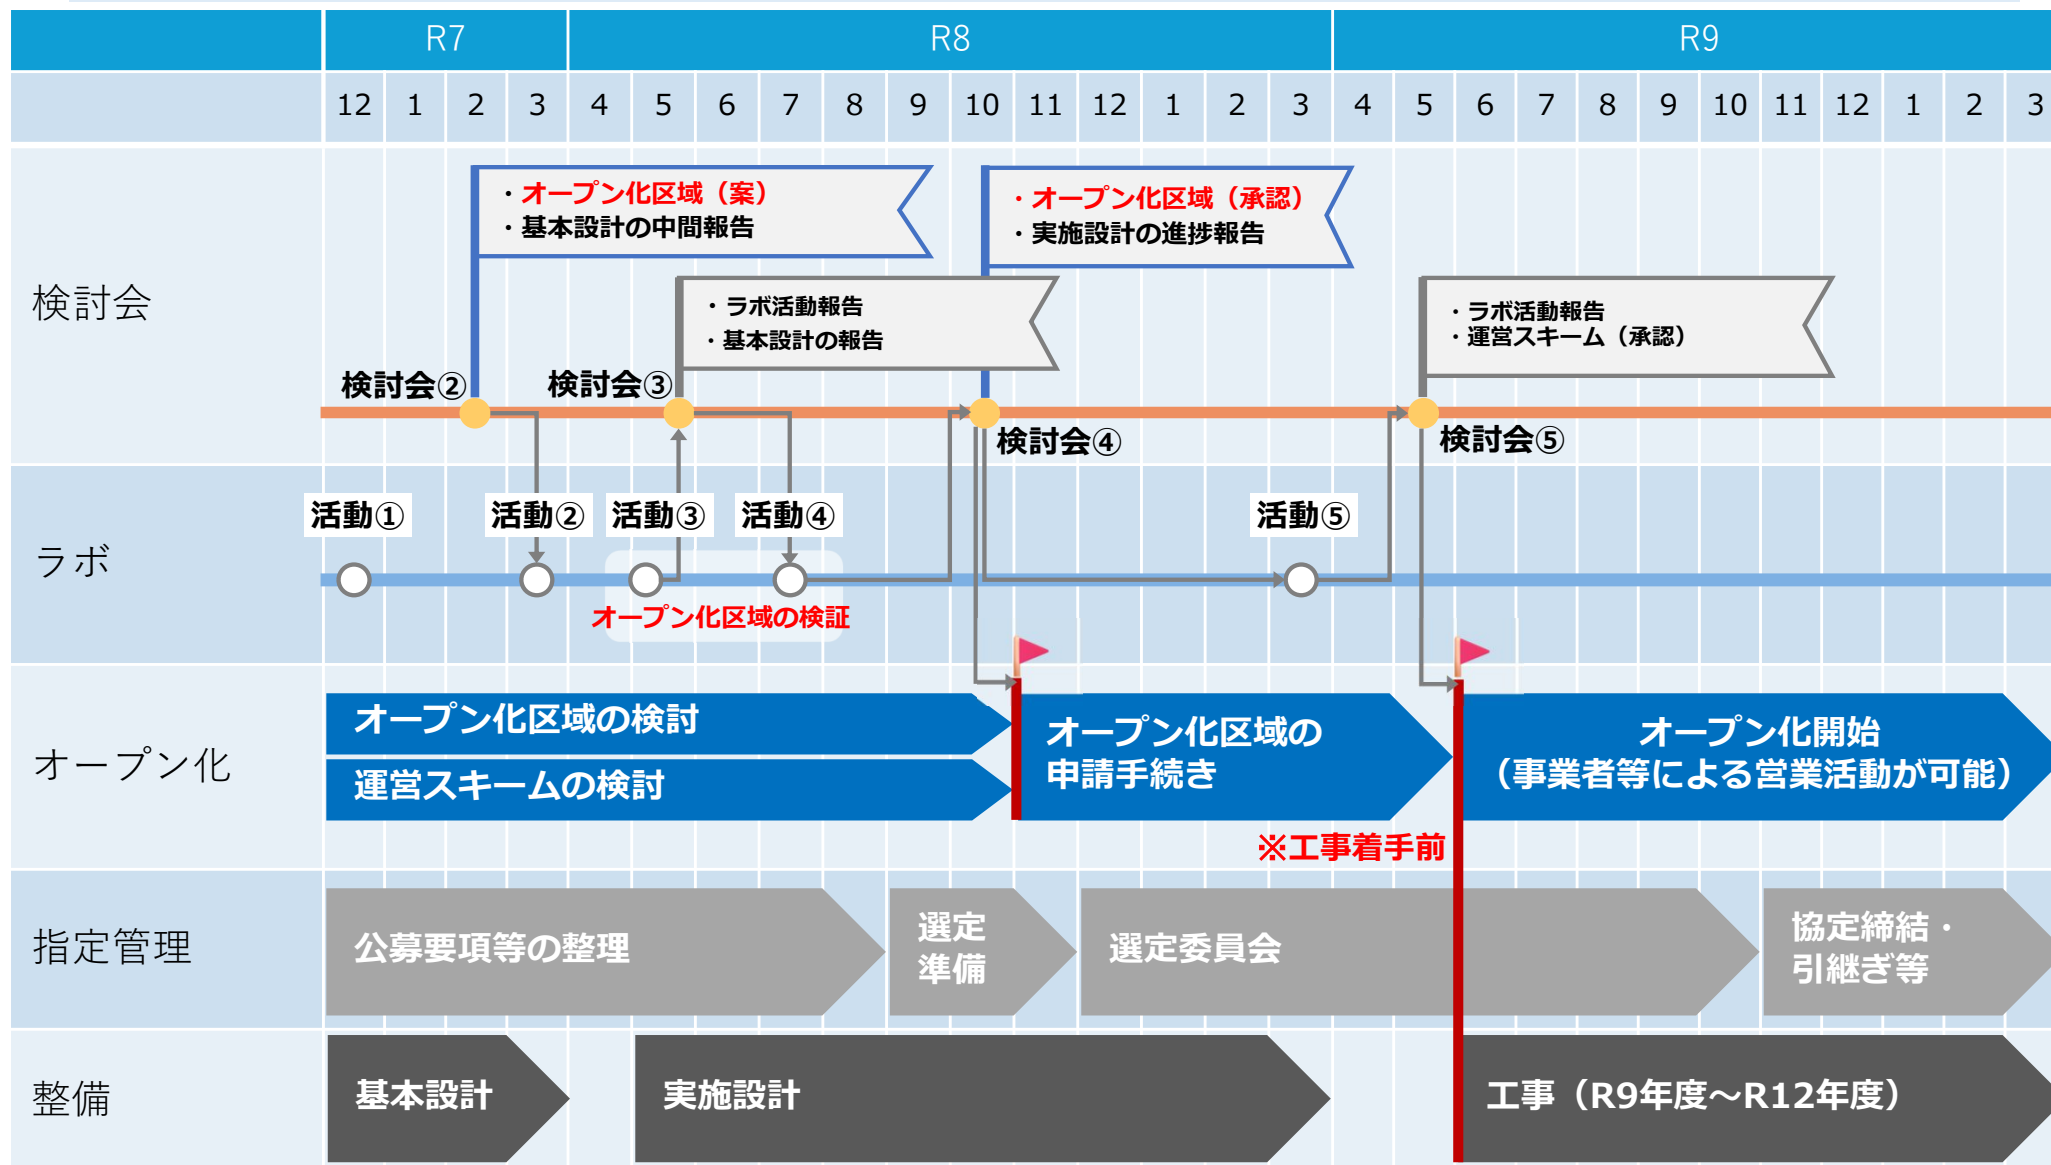 R7 R8 R9
12 1 2 3 4 5 6 7 8 9 10 11 12 1 2 3 4 5 6 7 8 9 10 11 12 1 2 3
検討会
・オープン化区域（案）
・基本設計の中間報告
・オープン化区域（承認）
・実施設計の進捗報告
・ラボ活動報告
・基本設計の報告
・ラボ活動報告
・運営スキーム（承認）
検討会②
検討会③
検討会④
検討会⑤
ラボ
活動①
活動②
活動③
活動④
活動⑤
オープン化区域の検証
オープン化
オープン化区域の検討
運営スキームの検討
オープン化区域の
申請手続き
オープン化開始
（事業者等による営業活動が可能）
※工事着手前
指定管理
公募要項等の整理
選定
準備
選定委員会
協定締結・
引継ぎ等
整備
基本設計
実施設計
工事（R9年度～R12年度）